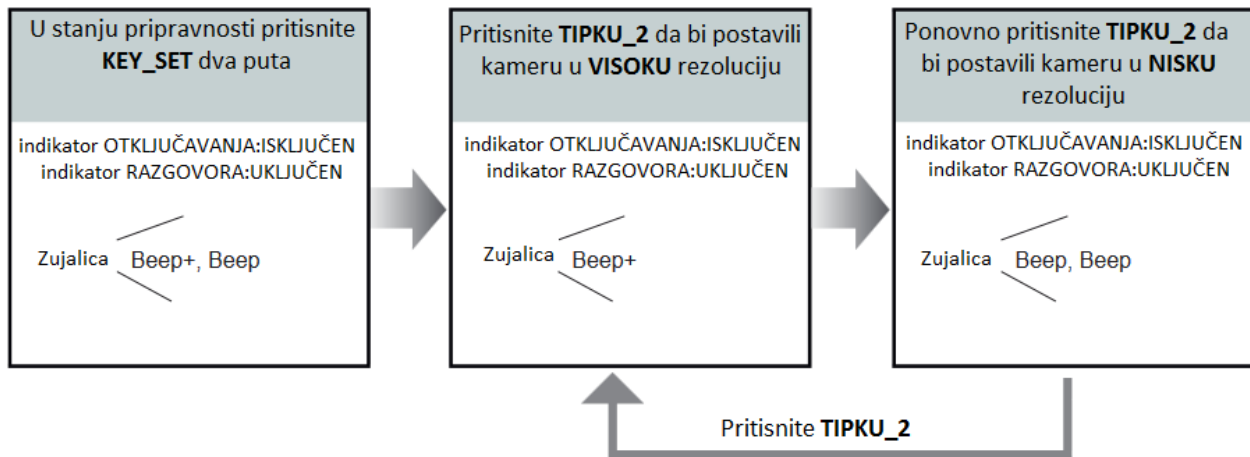 U stanju pripravnosti pritisnite
KEY_SET dva puta
indikator OTKLJUČAVANJA:ISKLJUČEN
indikator RAZGOVORA:UKLJUČEN
Zujalica Beep+, Beep
Pritisnite TIPKU_2 da bi postavili
kameru u VISOKU rezoluciju
indikator OTKLJUČAVANJA:ISKLJUČEN
indikator RAZGOVORA:UKLJUČEN
Zujalica Beep+
Ponovno pritisnite TIPKU_2 da
bi postavili kameru u NISKU
rezoluciju
indikator OTKLJUČAVANJA:ISKLJUČEN
indikator RAZGOVORA:UKLJUČEN
Zujalica Beep, Beep
Pritisnite TIPKU_2